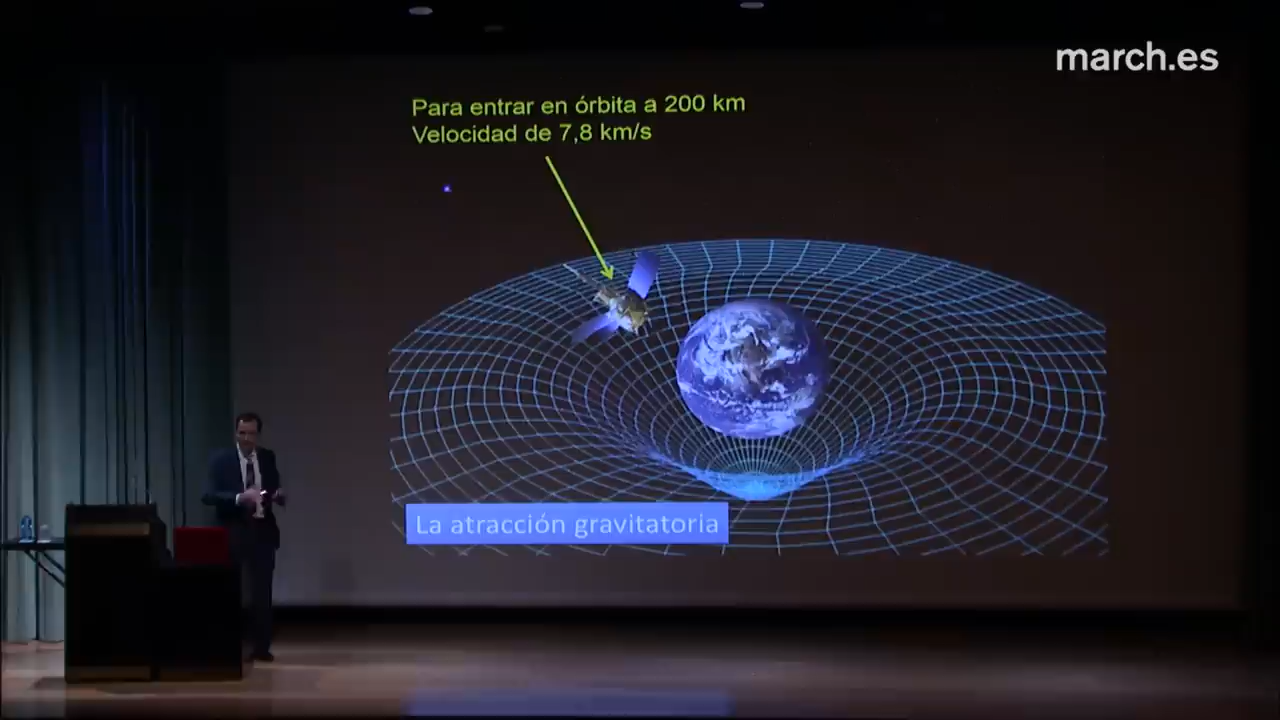 march.es
Para entrar en órbita a 200 km
Velocidad de 7,8 km/s
La atracción gravitatoria